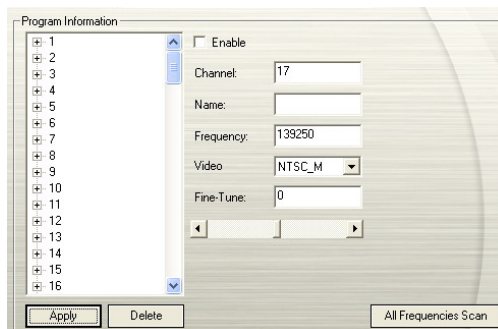 Program Information
1
2
3
4
5
6
7
8
9
10
11
12
13
14
15
16
Enable
Channel: 17
Name:
Frequency: 139250
Video NTSC_M
Fine-Tune: 0
Apply Delete All Frequencies Scan